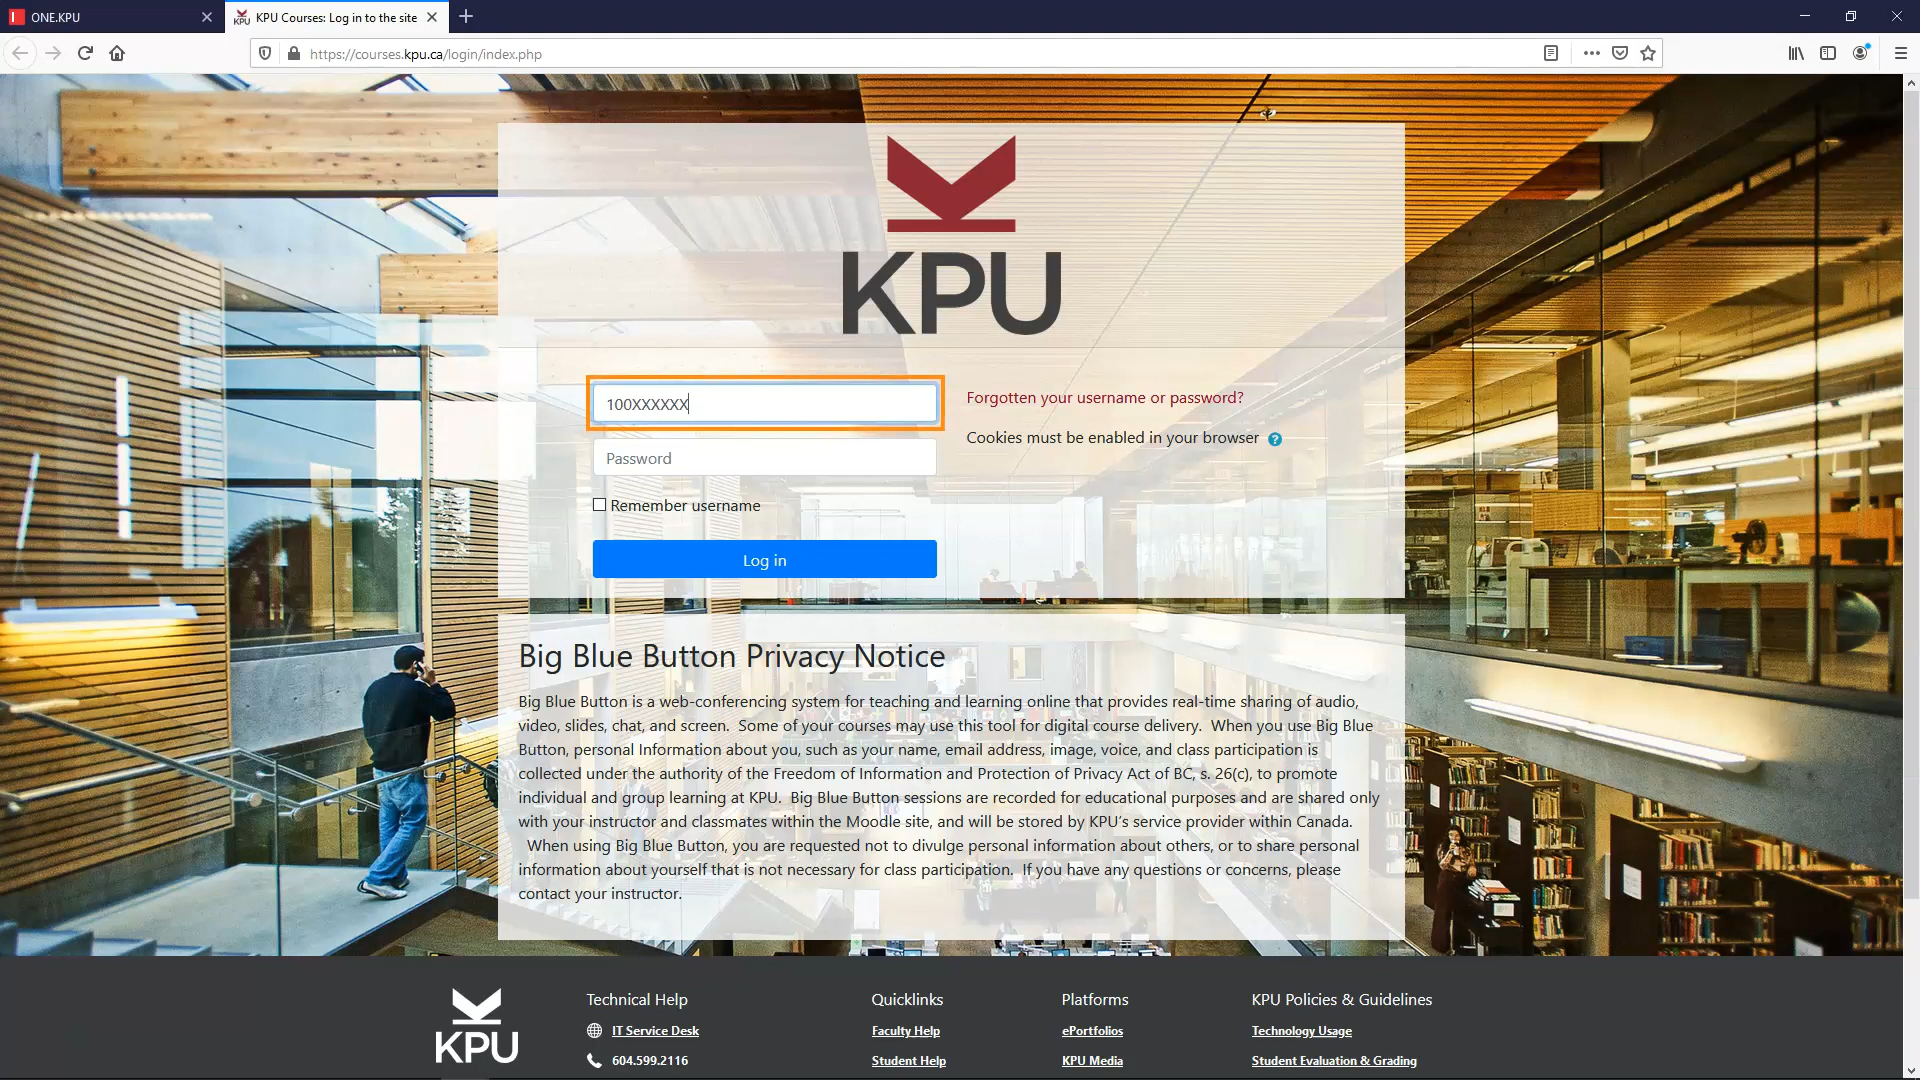 ONE.KPU
KPU Courses: Log in to the site
https://courses.kpu.ca/login/index.php
KPU
100XXXXXX
Forgotten your username or password?
Cookies must be enabled in your browser
Password
Remember username
Log in
Big Blue Button Privacy Notice
Big Blue Button is a web-conferencing system for teaching and learning online that provides real-time sharing of audio,
video, slides, chat, and screen.  Some of your courses may use this tool for digital course delivery.  When you use Big Blue
Button, personal Information about you, such as your name, email address, image, voice, and class participation is
collected under the authority of the Freedom of Information and Protection of Privacy Act of BC, s. 26(c), to promote
individual and group learning at KPU.  Big Blue Button sessions are recorded for educational purposes and are shared only
with your instructor and classmates within the Moodle site, and will be stored by KPU's service provider within Canada.
When using Big Blue Button, you are requested not to divulge personal information about others, or to share personal
information about yourself that is not necessary for class participation.  If you have any questions or concerns, please
contact your instructor.
KPU
Technical Help
IT Service Desk
604.599.2116
Quicklinks
Faculty Help
Student Help
Platforms
ePortfolios
KPU Media
KPU Policies & Guidelines
Technology Usage
Student Evaluation & Grading